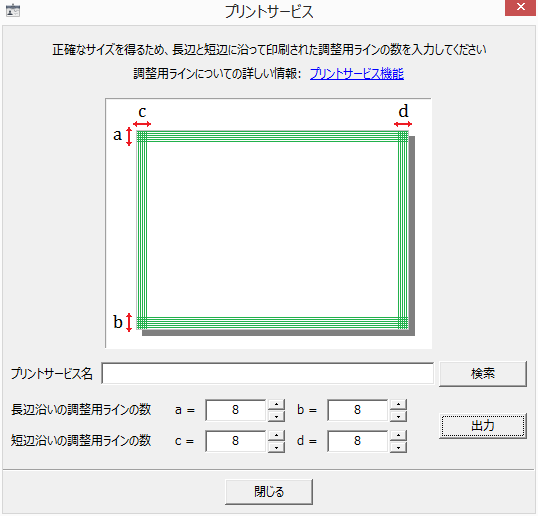 プリントサービス
正確なサイズを得るため、長辺と短辺に沿って印刷された調整用ラインの数を入力してください
調整用ラインについての詳しい情報： プリントサービス機能
c d
a
b
プリントサービス名 検索
長辺沿いの調整用ラインの数 a = 8 b = 8
短辺沿いの調整用ラインの数 c = 8 d = 8
出力
閉じる